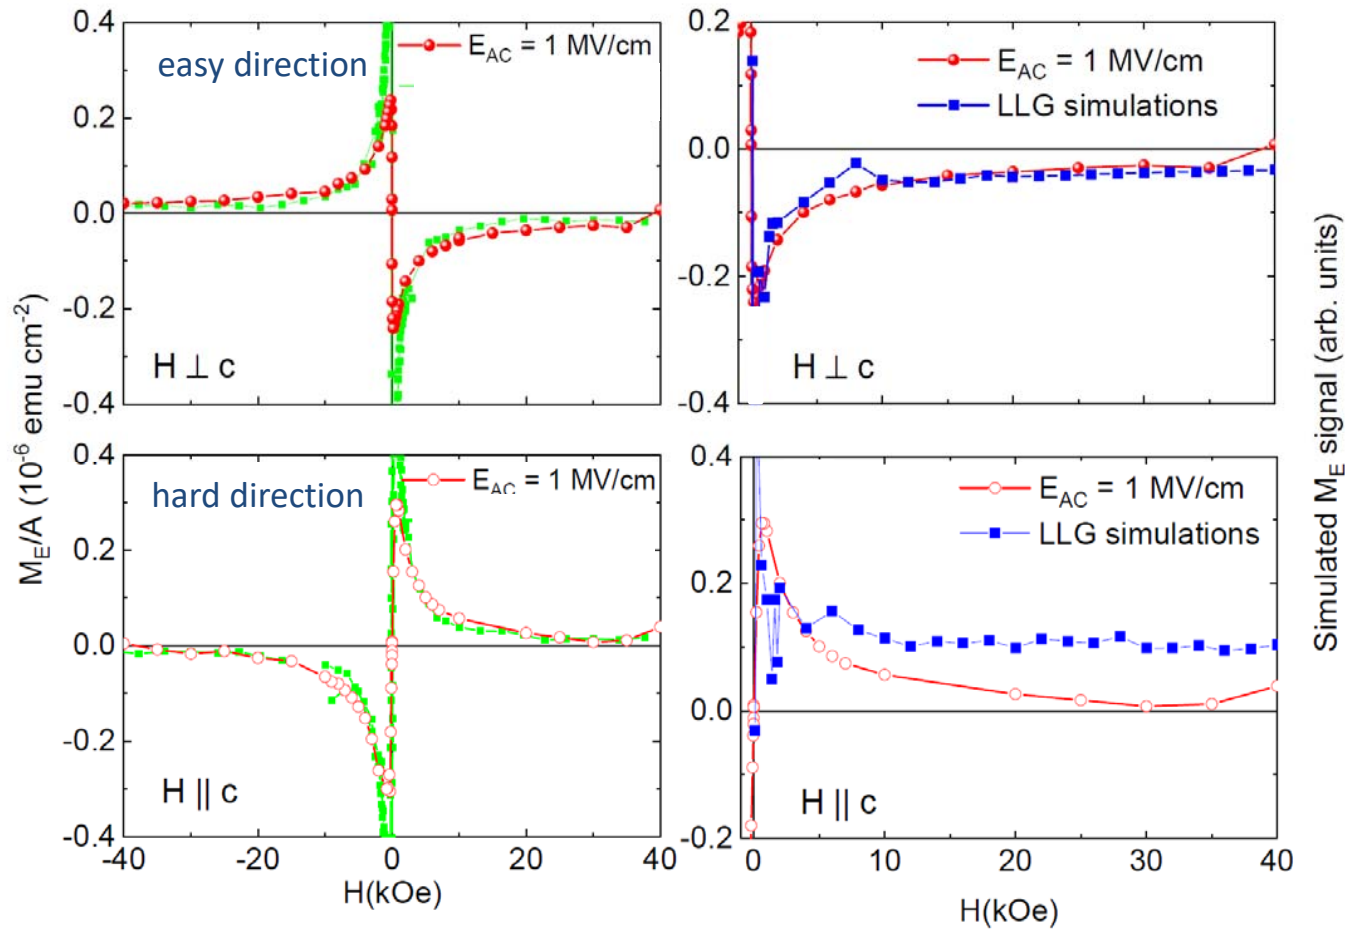 M_E/A (10^-6 emu cm^-2)
0.4
0.2
0.0
-0.2
-0.4
easy direction
E_AC = 1 MV/cm
H ⊥ c
0.2
0.0
-0.2
-0.4
E_AC = 1 MV/cm
LLG simulations
H ⊥ c
0.4
0.2
0.0
-0.2
-0.4
hard direction
E_AC = 1 MV/cm
H || c
-40 -20 0 20 40
H(kOe)
0.4
0.2
0.0
-0.2
E_AC = 1 MV/cm
LLG simulations
H || c
0 10 20 30 40
H(kOe)
Simulated M_E signal (arb. units)